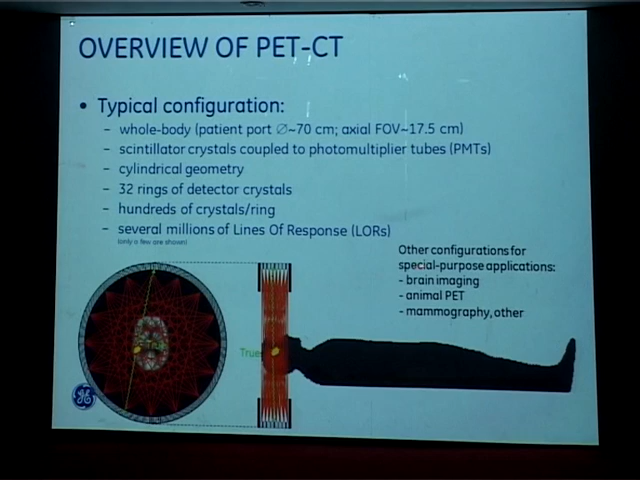 OVERVIEW OF PET-CT
• Typical configuration:
– whole-body (patient port ∅~70 cm; axial FOV~17.5 cm)
– scintillator crystals coupled to photomultiplier tubes (PMTs)
– cylindrical geometry
– 32 rings of detector crystals
– hundreds of crystals/ring
– several millions of Lines Of Response (LORs)
(only a few are shown!)
Other configurations for
special-purpose applications:
- brain imaging
- animal PET
- mammography, other
True
GE